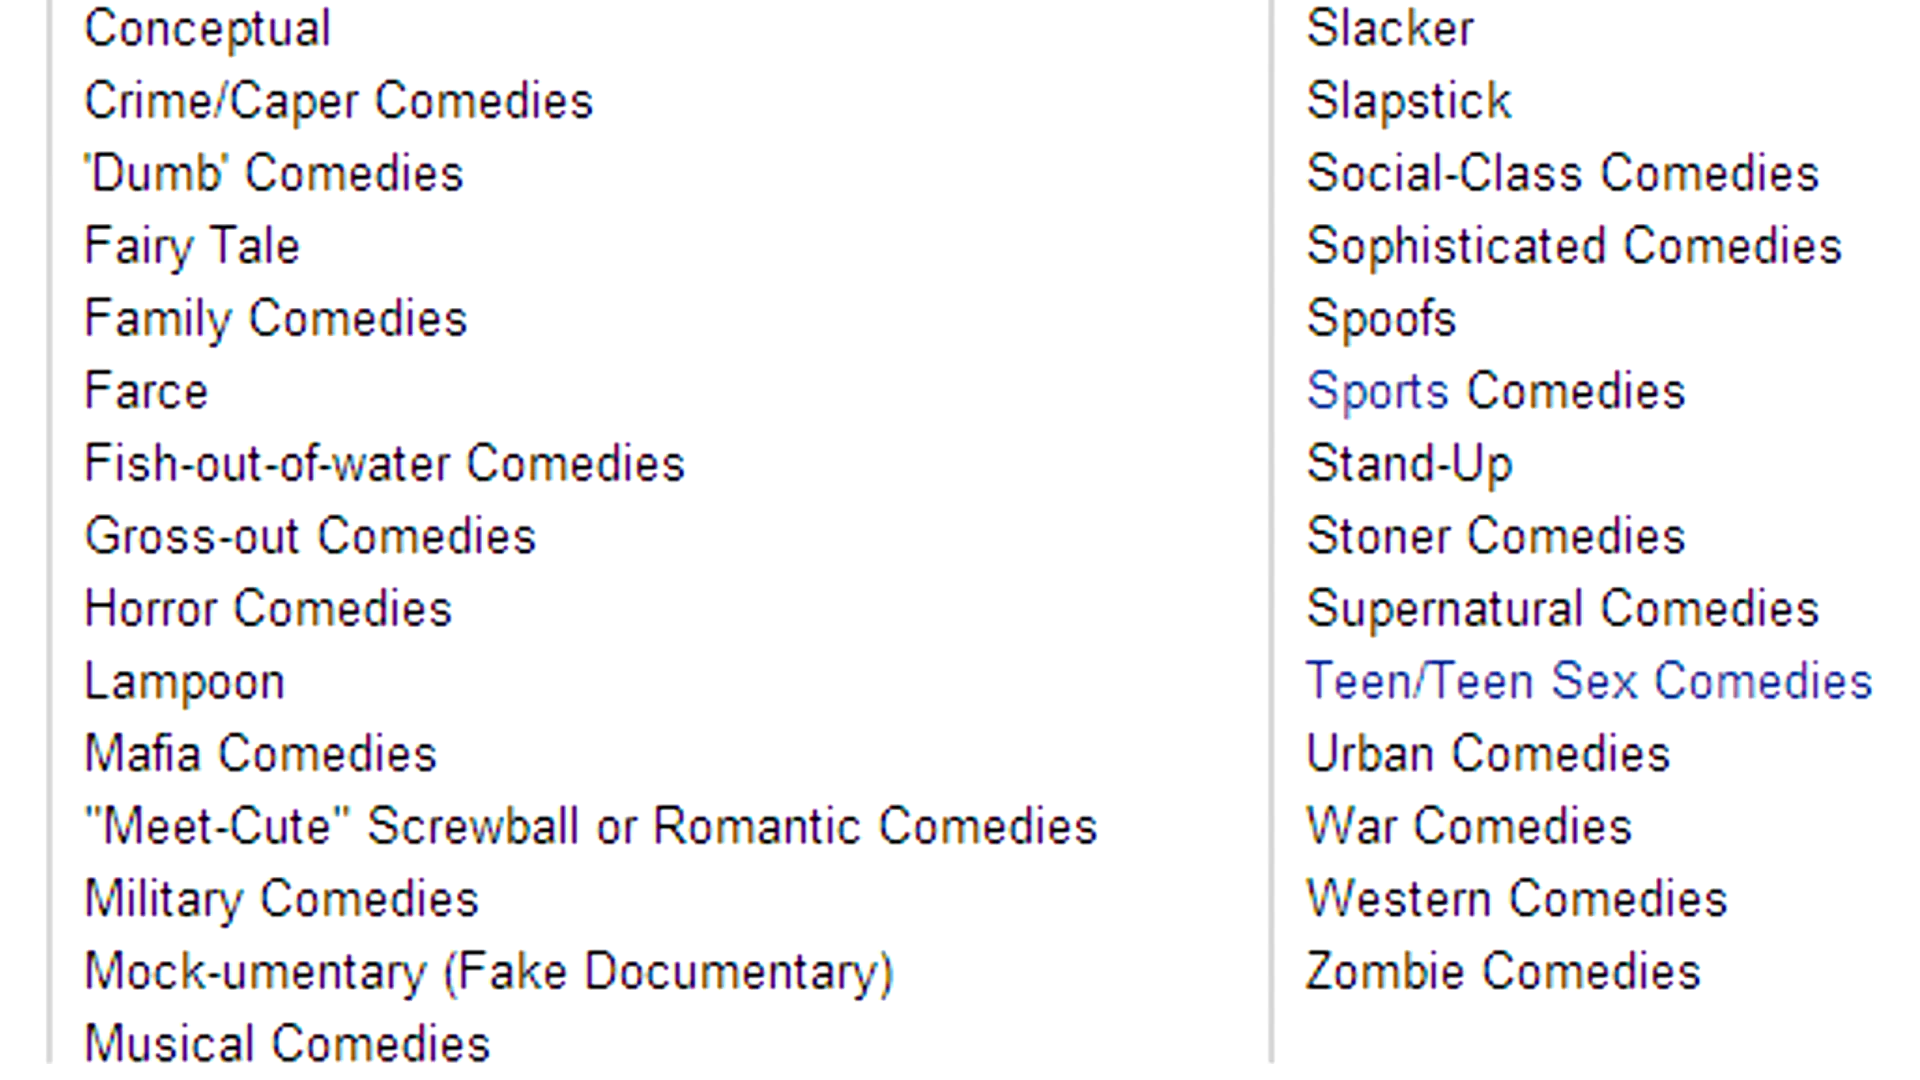 Conceptual
Crime/Caper Comedies
'Dumb' Comedies
Fairy Tale
Family Comedies
Farce
Fish-out-of-water Comedies
Gross-out Comedies
Horror Comedies
Lampoon
Mafia Comedies
"Meet-Cute" Screwball or Romantic Comedies
Military Comedies
Mock-umentary (Fake Documentary)
Musical Comedies
Slacker
Slapstick
Social-Class Comedies
Sophisticated Comedies
Spoofs
Sports Comedies
Stand-Up
Stoner Comedies
Supernatural Comedies
Teen/Teen Sex Comedies
Urban Comedies
War Comedies
Western Comedies
Zombie Comedies